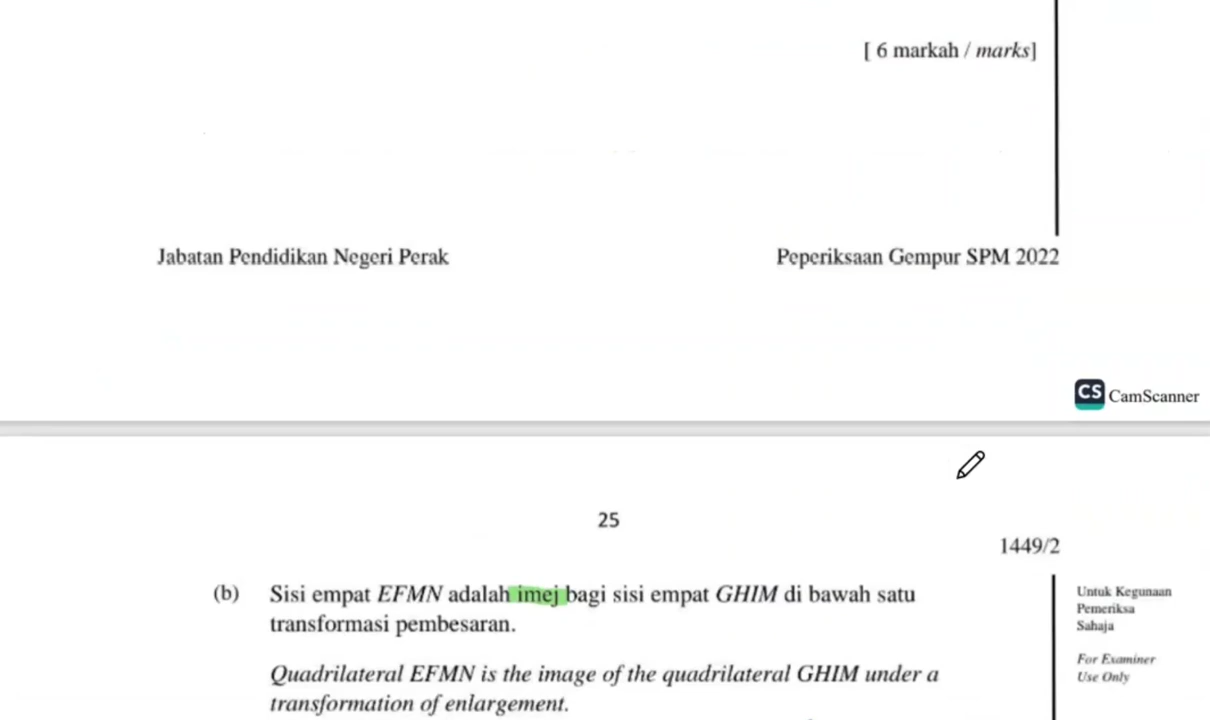 [ 6 markah / marks]
Jabatan Pendidikan Negeri Perak
Peperiksaan Gempur SPM 2022
CS CamScanner
25
1449/2
(b) Sisi empat EFMN adalah imej bagi sisi empat GHIM di bawah satu
transformasi pembesaran.
Untuk Kegunaan
Pemeriksa
Sahaja
Quadrilateral EFMN is the image of the quadrilateral GHIM under a
transformation of enlargement.
For Examiner
Use Only